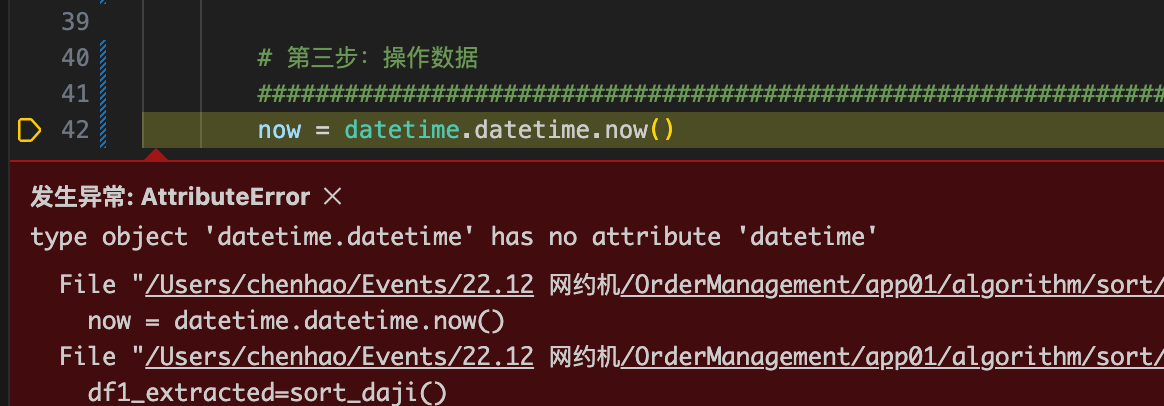 39
40 # 第三步：操作数据
41 ################################################################
42 now = datetime.datetime.now()
发生异常: AttributeError ×
type object 'datetime.datetime' has no attribute 'datetime'
File "/Users/chenhao/Events/22.12 网约机/OrderManagement/app01/algorithm/sort/
now = datetime.datetime.now()
File "/Users/chenhao/Events/22.12 网约机/OrderManagement/app01/algorithm/sort/
df1_extracted=sort_daji()